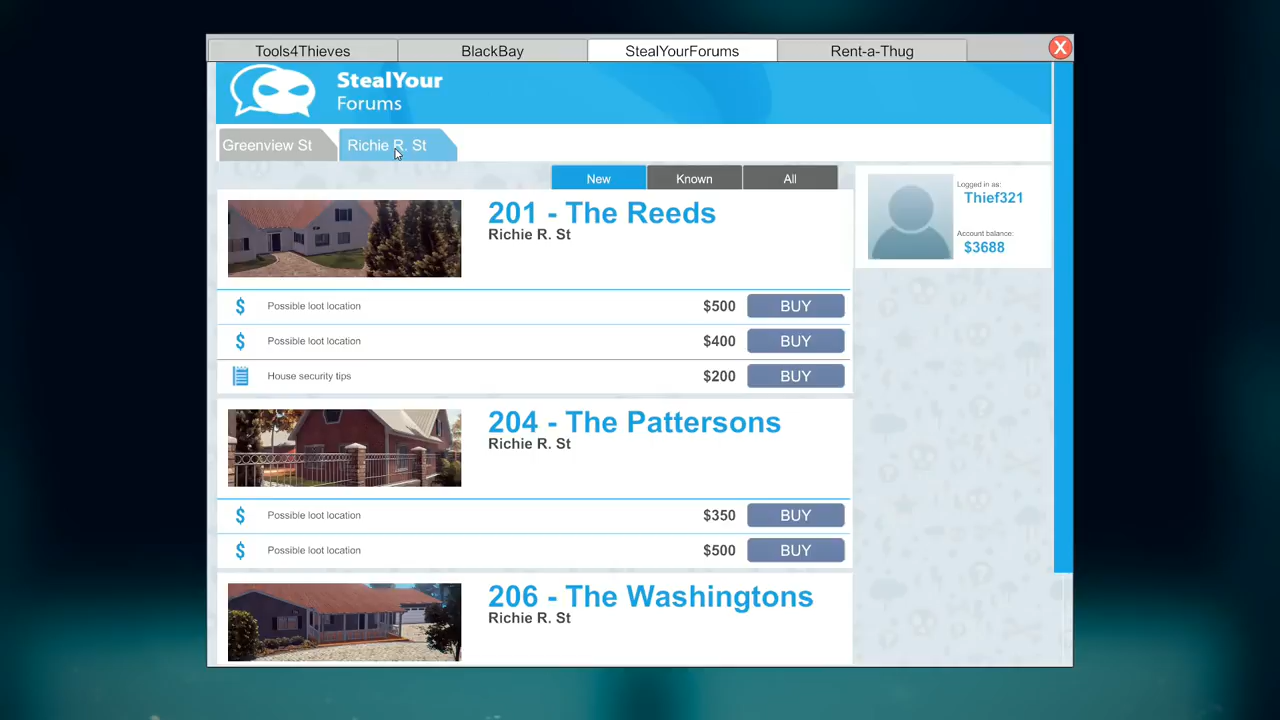 Tools4Thieves BlackBay StealYourForums Rent-a-Thug X
StealYour
Forums
Greenview St Richie R. St
New Known All
Logged in as:
Thief321
Account balance:
$3688
201 - The Reeds
Richie R. St
$ Possible loot location $500 BUY
$ Possible loot location $400 BUY
House security tips $200 BUY
204 - The Pattersons
Richie R. St
$ Possible loot location $350 BUY
$ Possible loot location $500 BUY
206 - The Washingtons
Richie R. St